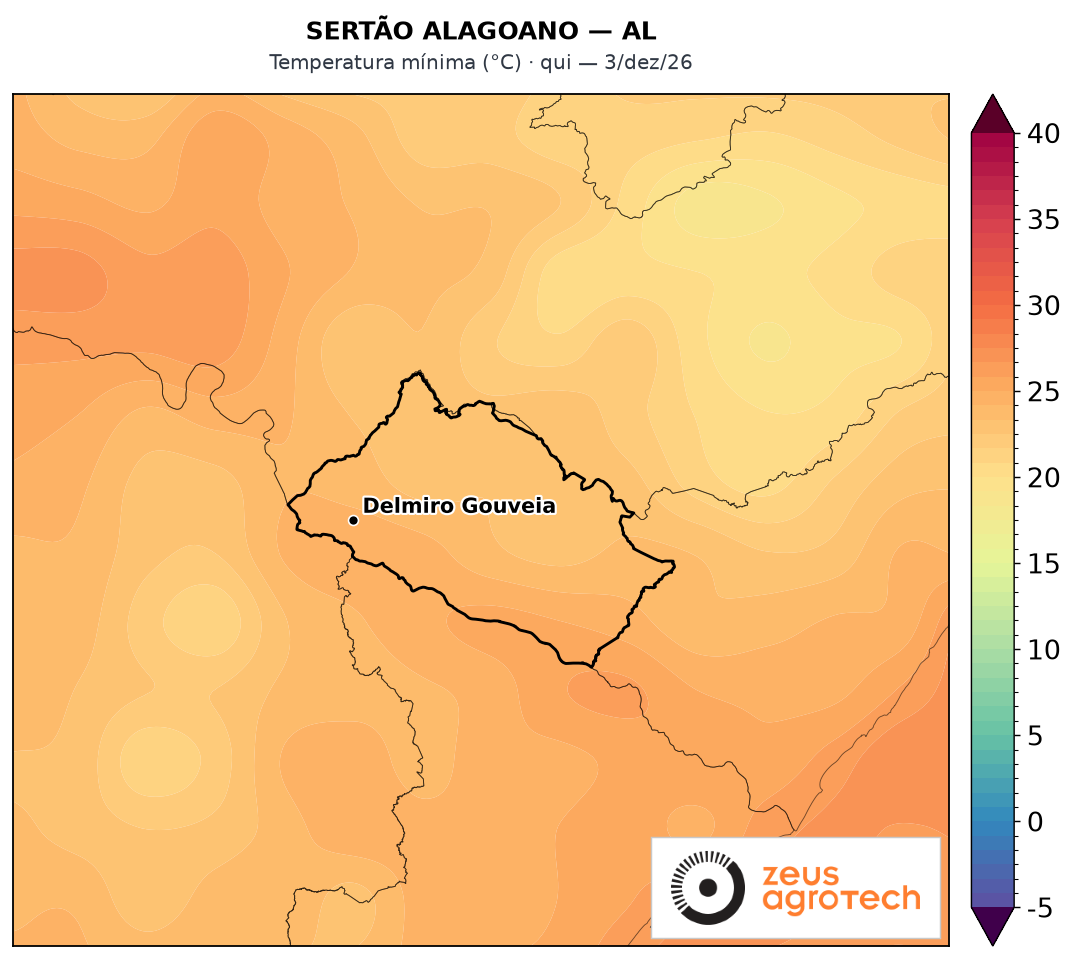 SERTÃO ALAGOANO — AL
Temperatura mínima (°C) · qui — 3/dez/26
40
35
30
25
20
15
10
5
0
-5
Delmiro Gouveia
zeus
agrotech